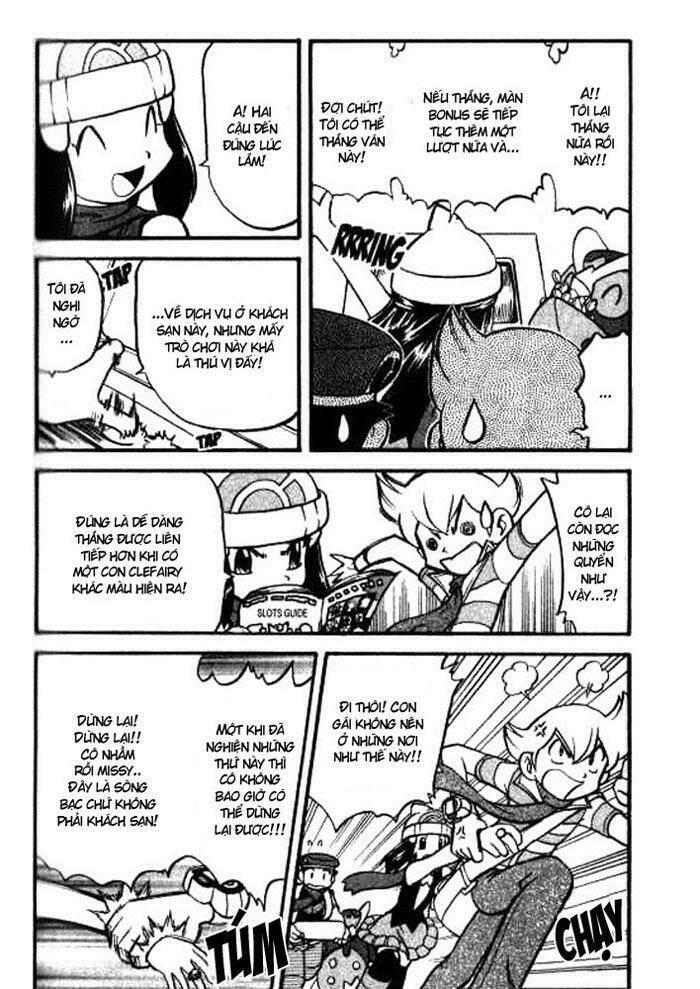 A!!
TÔI LẠI
THẮNG
NỮA RỒI!!
NẾU THẮNG, MÀN
BONUS SẼ TIẾP
TỤC THÊM MỘT
LƯỢT NỮA VÀ...
ĐỢI CHÚT!
TÔI CÓ THỂ
THẮNG VÁN
NÀY!
RRRING
...
A! HAI
CẬU ĐẾN
ĐÚNG LÚC
LẮM!
...VỀ DỊCH VỤ Ở KHÁCH
SẠN NÀY, NHƯNG MẤY
TRÒ CHƠI NÀY KHÁ
LÀ THÚ VỊ ĐẤY!
TÔI ĐÃ
NGHI
NGỜ
...
TAP
TAP
CÔ LẠI
CÒN ĐỌC
NHỮNG
QUYỂN
NHƯ
VẬY...?!
SLOTS GUIDE
ĐÚNG LÀ DỄ DÀNG
THẮNG ĐƯỢC LIÊN
TIẾP HƠN KHI CÓ
MỘT CON CLEFAIRY
KHÁC MÀU HIỆN RA!
ĐI THÔI! CON
GÁI KHÔNG NÊN
Ở NHỮNG NƠI
NHƯ THẾ NÀY!!
CHẠY
MỘT KHI ĐÃ
NGHIỆN NHỮNG
THỨ NÀY THÌ
CÔ KHÔNG
BAO GIỜ CÓ
THỂ DỪNG
LẠI ĐƯỢC!!!
DỪNG LẠI!
DỪNG LẠI!!
CÔ NHẦM
RỒI MISSY..
ĐÂY LÀ SÒNG
BẠC CHỨ KHÔNG
PHẢI KHÁCH SẠN!
TÚM